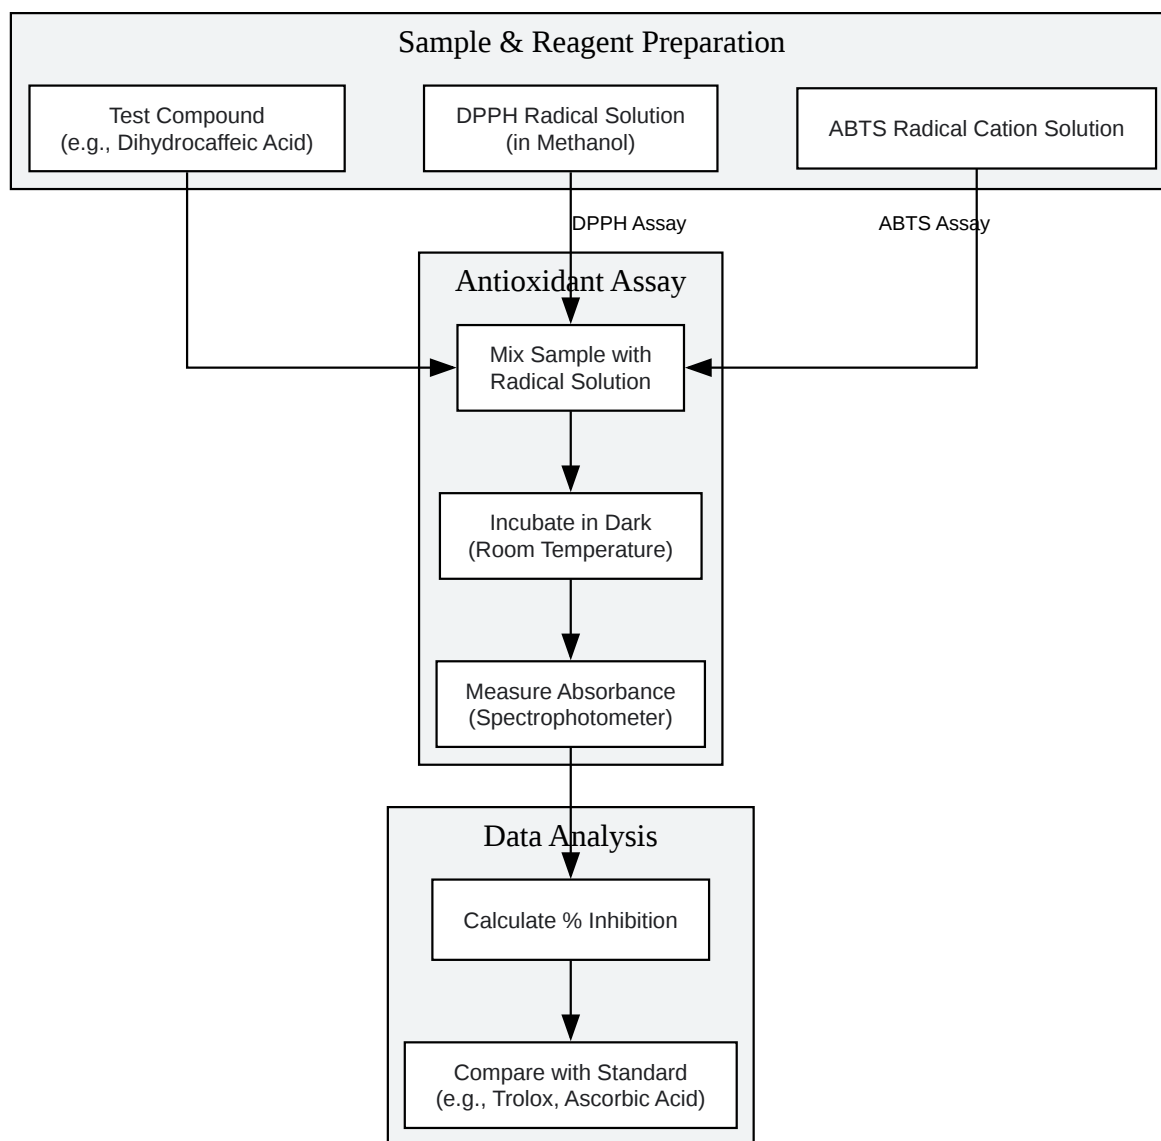 Sample & Reagent Preparation
Test Compound
(e.g., Dihydrocaffeic Acid)
DPPH Radical Solution
(in Methanol)
ABTS Radical Cation Solution
DPPH Assay
ABTS Assay
Antioxidant Assay
Mix Sample with
Radical Solution
Incubate in Dark
(Room Temperature)
Measure Absorbance
(Spectrophotometer)
Data Analysis
Calculate % Inhibition
Compare with Standard
(e.g., Trolox, Ascorbic Acid)